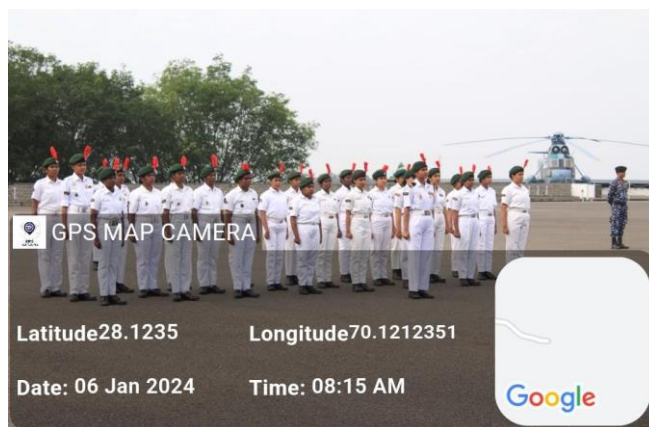 GPS MAP CAMERA
Latitude28.1235 Longitude70.1212351
Date: 06 Jan 2024 Time: 08:15 AM
Google